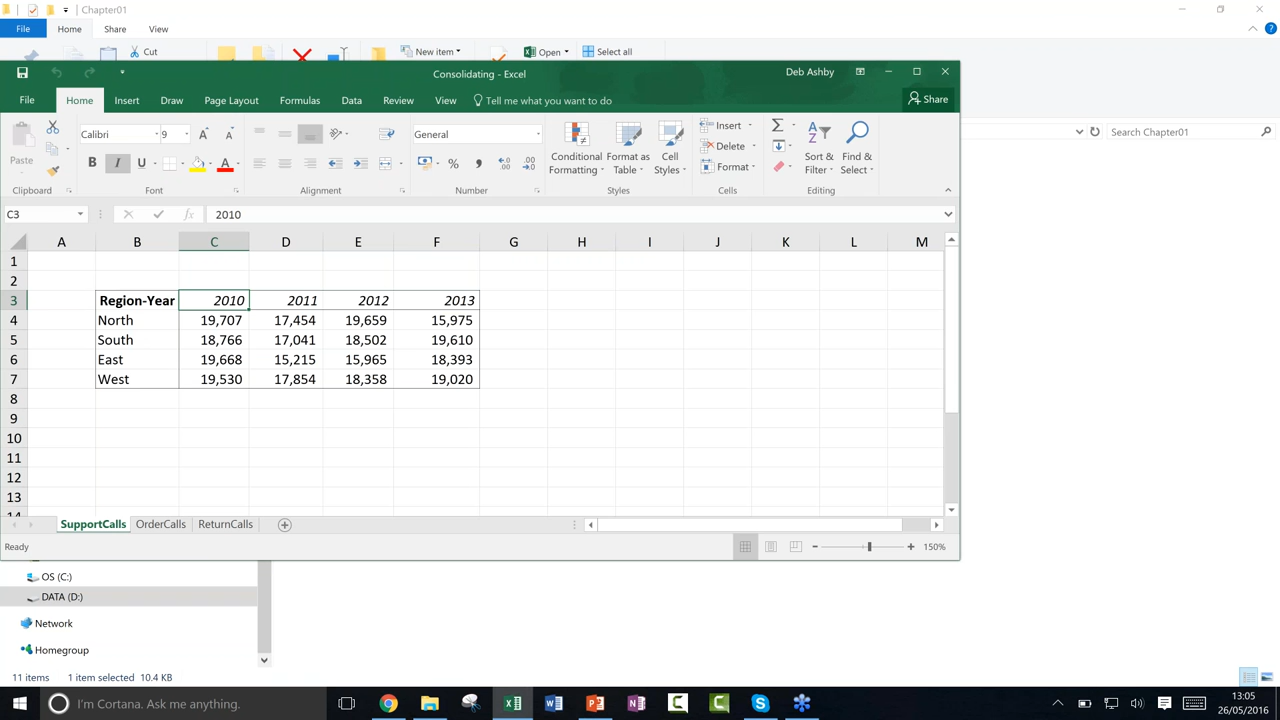 Chapter01
File Home Share View
Cut New item Open Select all
Consolidating - Excel Deb Ashby
File Home Insert Draw Page Layout Formulas Data Review View Tell me what you want to do Share
Calibri 9 General
Paste Conditional Formatting Format as Table Cell Styles Insert Delete Format Sort & Filter Find & Select
Clipboard Font Alignment Number Styles Cells Editing
Search Chapter01
C3 fx 2010
A B C D E F G H I J K L M
1
2
3 Region-Year 2010 2011 2012 2013
4 North 19,707 17,454 19,659 15,975
5 South 18,766 17,041 18,502 19,610
6 East 19,668 15,215 15,965 18,393
7 West 19,530 17,854 18,358 19,020
8
9
10
11
12
13
SupportCalls OrderCalls ReturnCalls
Ready 150%
OS (C:)
DATA (D:)
Network
Homegroup
11 items 1 item selected 10.4 KB
I'm Cortana. Ask me anything. 13:05
26/05/2016